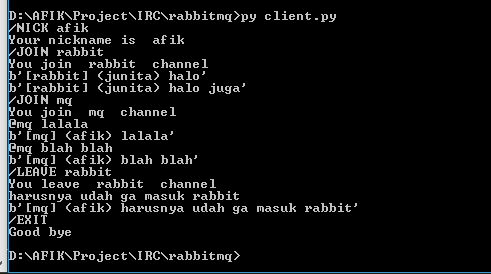 D:\AFIK\Project\IRC\rabbitmq>py client.py
/NICK afik
Your nickname is  afik
/JOIN rabbit
You join  rabbit  channel
b'[rabbit] (junita) halo'
b'[rabbit] (junita) halo juga'
/JOIN mq
You join  mq  channel
@mq lalala
b'[mq] (afik) lalala'
@mq blah blah
b'[mq] (afik) blah blah'
/LEAVE rabbit
You leave  rabbit  channel
harusnya udah ga masuk rabbit
b'[mq] (afik) harusnya udah ga masuk rabbit'
/EXIT
Good bye
D:\AFIK\Project\IRC\rabbitmq>